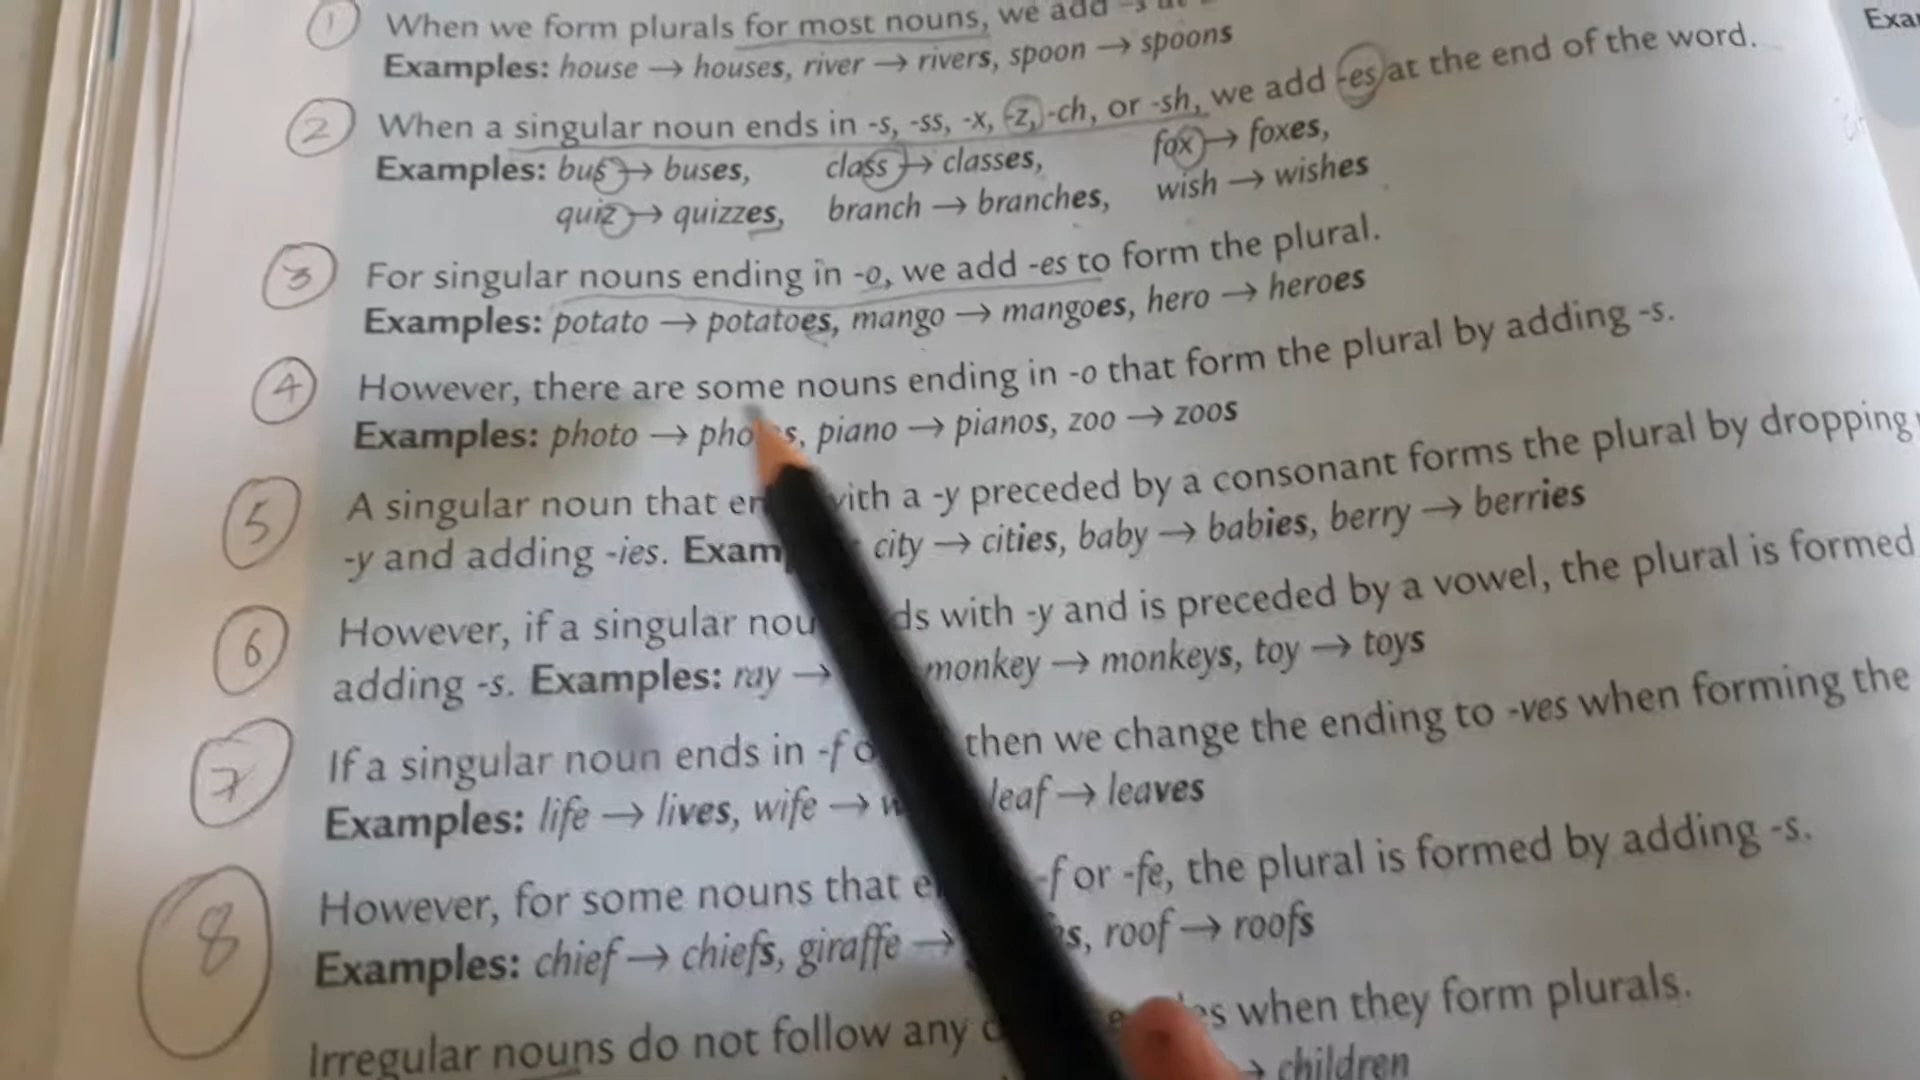 ① When we form plurals for most nouns, we add -s at
Exa
Examples: house → houses, river → rivers, spoon → spoons
② When a singular noun ends in -s, -ss, -x, -z, -ch, or -sh, we add -es at the end of the word.
Examples: bus → buses, class → classes, fox → foxes,
quiz → quizzes, branch → branches, wish → wishes
③ For singular nouns ending in -o, we add -es to form the plural.
Examples: potato → potatoes, mango → mangoes, hero → heroes
④ However, there are some nouns ending in -o that form the plural by adding -s.
Examples: photo → pho s, piano → pianos, zoo → zoos
⑤ A singular noun that en with a -y preceded by a consonant forms the plural by dropping
-y and adding -ies. Exam city → cities, baby → babies, berry → berries
⑥ However, if a singular nou ds with -y and is preceded by a vowel, the plural is formed
adding -s. Examples: ray → monkey → monkeys, toy → toys
⑦ If a singular noun ends in -f o then we change the ending to -ves when forming the
Examples: life → lives, wife → w leaf → leaves
⑧ However, for some nouns that e -f or -fe, the plural is formed by adding -s.
Examples: chief → chiefs, giraffe → es, roof → roofs
Irregular nouns do not follow any es when they form plurals.
→ children